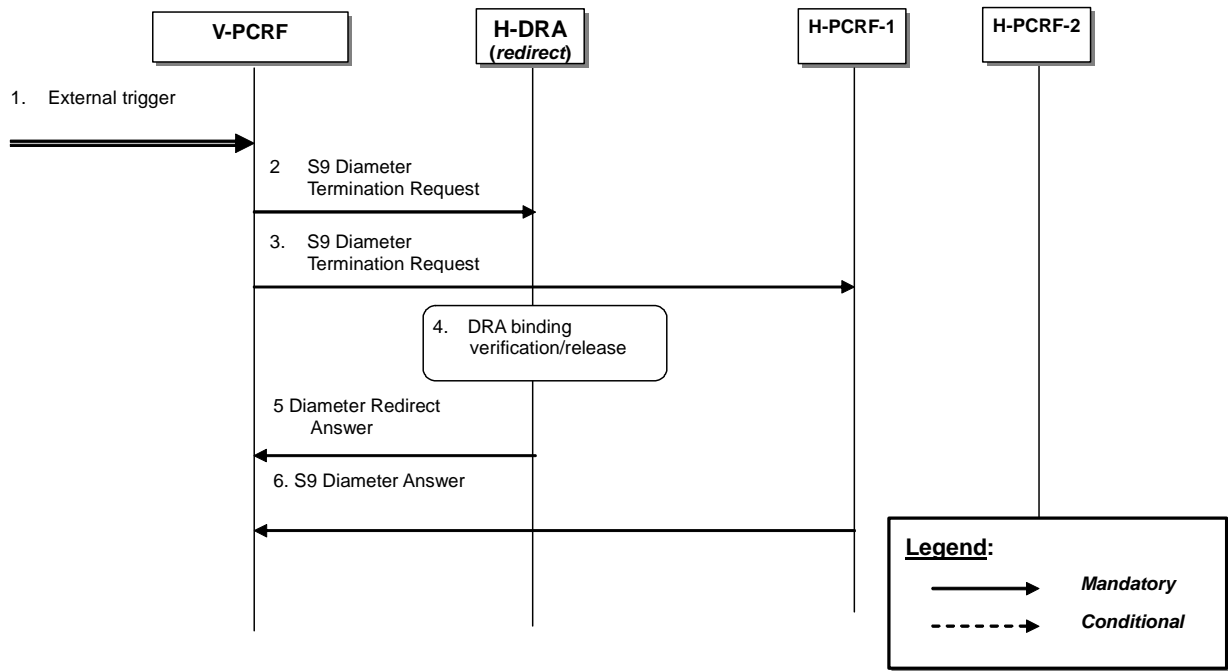 V-PCRF
H-DRA
(redirect)
H-PCRF-1
H-PCRF-2
1. External trigger
2 S9 Diameter
Termination Request
3. S9 Diameter
Termination Request
4. DRA binding
verification/release
5 Diameter Redirect
Answer
6. S9 Diameter Answer
Legend:
Mandatory
Conditional